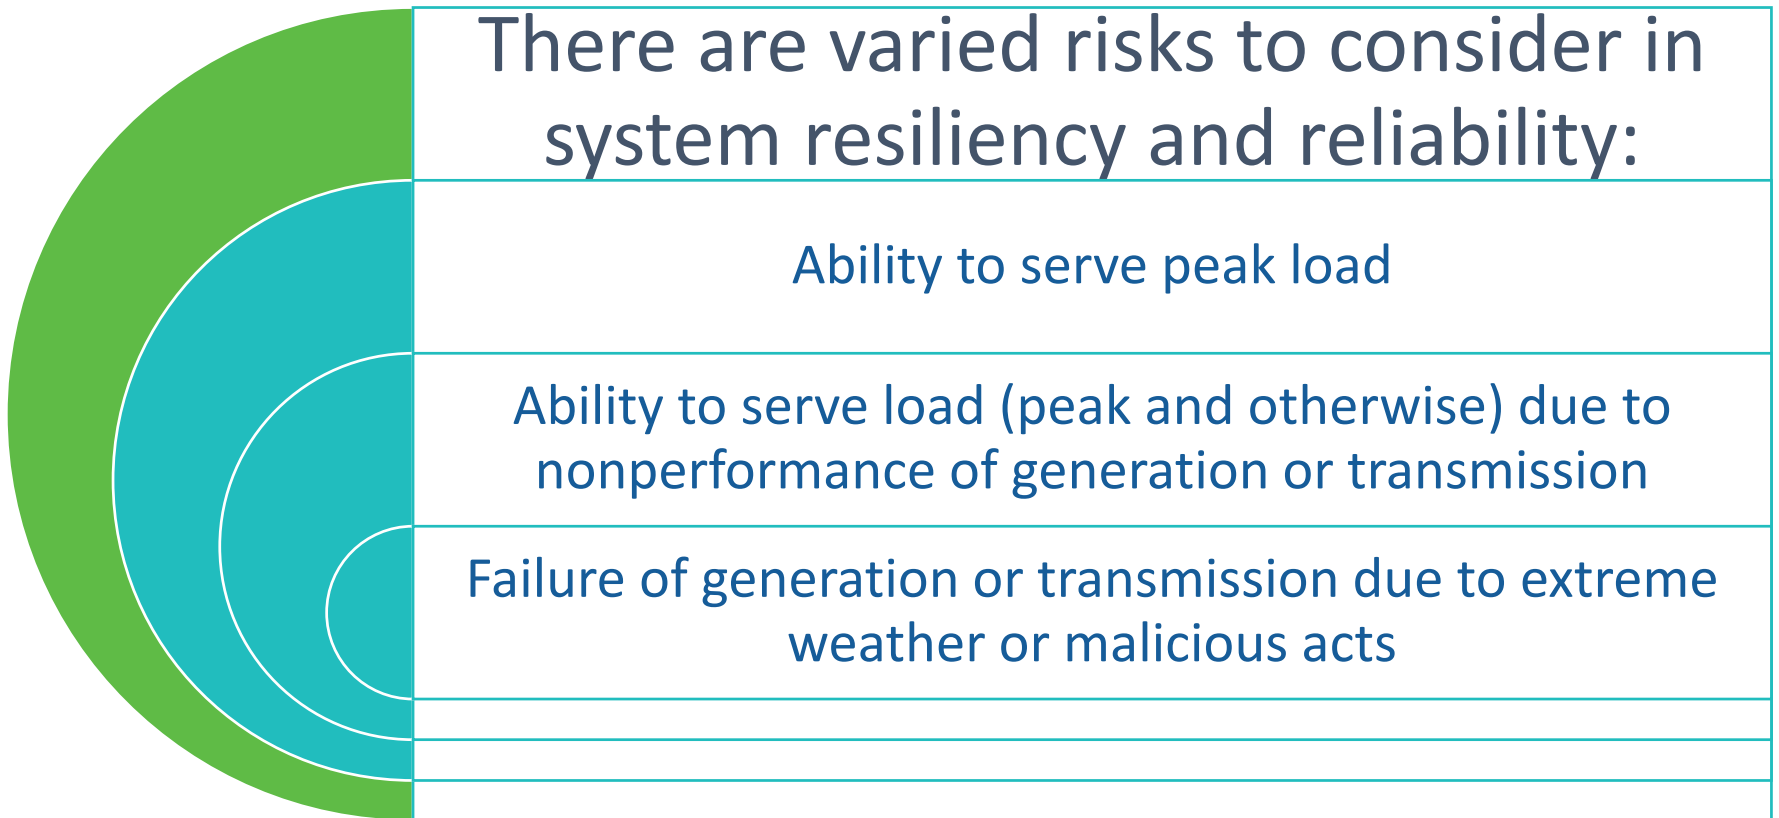 There are varied risks to consider in
system resiliency and reliability:
Ability to serve peak load
Ability to serve load (peak and otherwise) due to
nonperformance of generation or transmission
Failure of generation or transmission due to extreme
weather or malicious acts